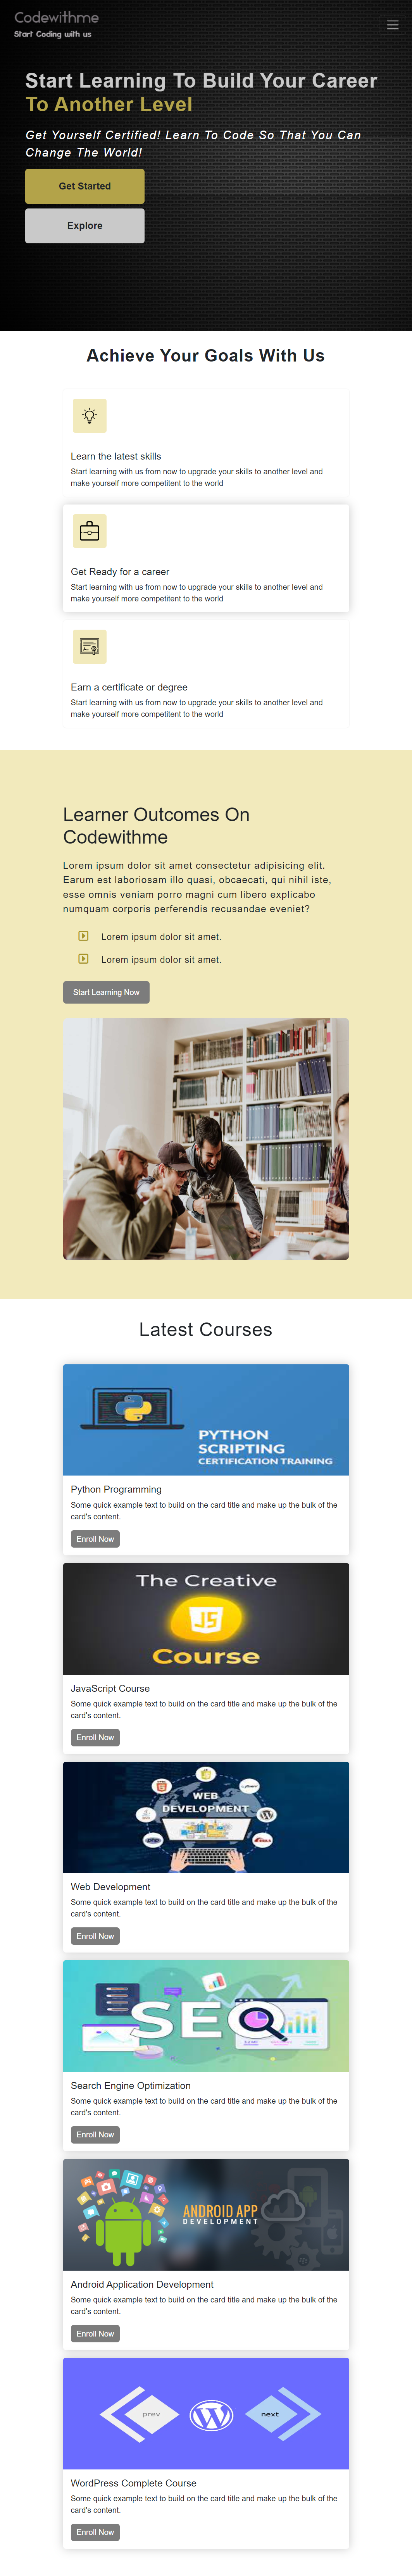 Codewithme
Start Coding with us
Start Learning To Build Your Career
To Another Level
Get Yourself Certified! Learn To Code So That You Can
Change The World!
Get Started
Explore
Achieve Your Goals With Us
Learn the latest skills
Start learning with us from now to upgrade your skills to another level and
make yourself more competitent to the world
Get Ready for a career
Start learning with us from now to upgrade your skills to another level and
make yourself more competitent to the world
Earn a certificate or degree
Start learning with us from now to upgrade your skills to another level and
make yourself more competitent to the world
Learner Outcomes On
Codewithme
Lorem ipsum dolor sit amet consectetur adipisicing elit.
Earum est laboriosam illo quasi, obcaecati, qui nihil iste,
esse omnis veniam porro magni cum libero explicabo
numquam corporis perferendis recusandae eveniet?
Lorem ipsum dolor sit amet.
Lorem ipsum dolor sit amet.
Start Learning Now
Latest Courses
PYTHON
SCRIPTING
CERTIFICATION TRAINING
Python Programming
Some quick example text to build on the card title and make up the bulk of the
card's content.
Enroll Now
The Creative
JS
Course
JavaScript Course
Some quick example text to build on the card title and make up the bulk of the
card's content.
Enroll Now
WEB
DEVELOPMENT
Web Development
Some quick example text to build on the card title and make up the bulk of the
card's content.
Enroll Now
SEO
Search Engine Optimization
Some quick example text to build on the card title and make up the bulk of the
card's content.
Enroll Now
ANDROID APP
DEVELOPMENT
Android Application Development
Some quick example text to build on the card title and make up the bulk of the
card's content.
Enroll Now
prev
W
next
WordPress Complete Course
Some quick example text to build on the card title and make up the bulk of the
card's content.
Enroll Now